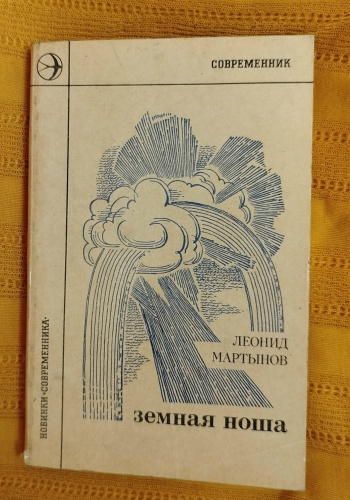 СОВРЕМЕННИК
ЛЕОНИД
МАРТЫНОВ
земная ноша
НОВИНКИ•СОВРЕМЕННИКА•